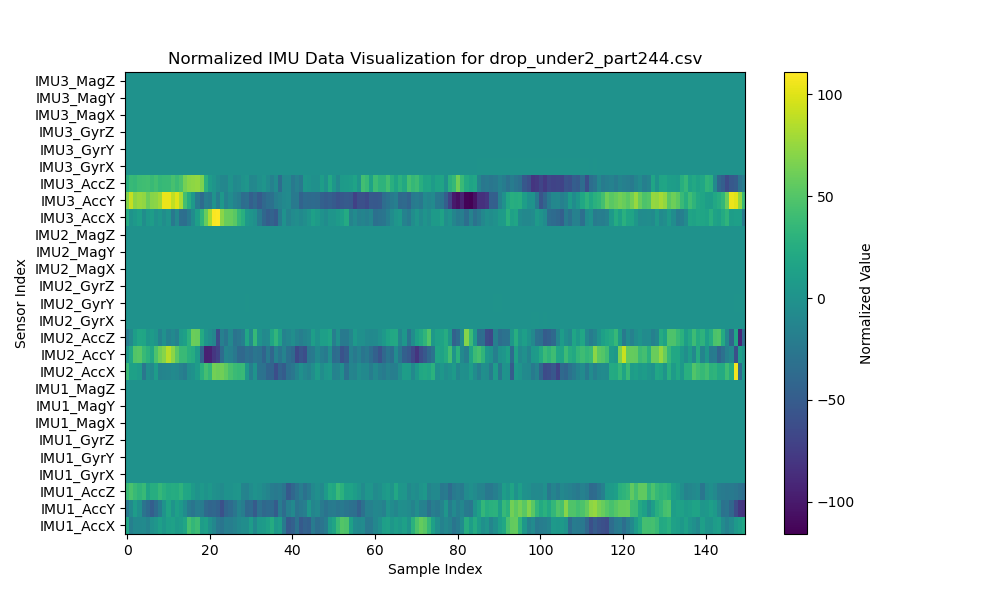 Normalized IMU Data Visualization for drop_under2_part244.csv
IMU3_MagZ
IMU3_MagY
IMU3_MagX
IMU3_GyrZ
IMU3_GyrY
IMU3_GyrX
IMU3_AccZ
IMU3_AccY
IMU3_AccX
IMU2_MagZ
IMU2_MagY
IMU2_MagX
IMU2_GyrZ
IMU2_GyrY
IMU2_GyrX
IMU2_AccZ
IMU2_AccY
IMU2_AccX
IMU1_MagZ
IMU1_MagY
IMU1_MagX
IMU1_GyrZ
IMU1_GyrY
IMU1_GyrX
IMU1_AccZ
IMU1_AccY
IMU1_AccX
Sensor Index
0 20 40 60 80 100 120 140
Sample Index
100
50
0
−50
−100
Normalized Value